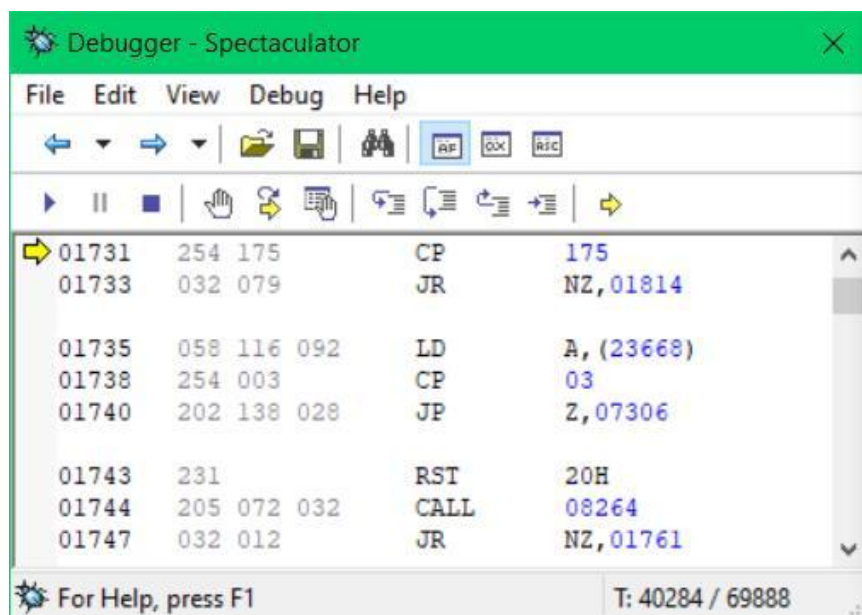 Debugger - Spectaculator
File Edit View Debug Help
AF 0X ASC
01731 254 175 CP 175
01733 032 079 JR NZ,01814
01735 058 116 092 LD A,(23668)
01738 254 003 CP 03
01740 202 138 028 JP Z,07306
01743 231 RST 20H
01744 205 072 032 CALL 08264
01747 032 012 JR NZ,01761
For Help, press F1 T: 40284 / 69888